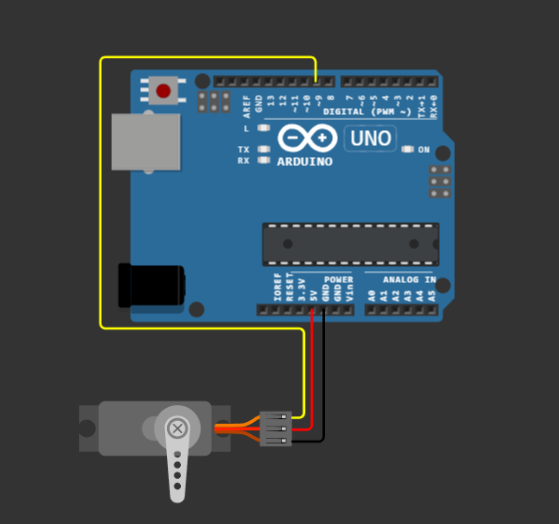 AREF
GND
13
12
~11
~10
~9
8
7
~6
~5
4
~3
2
TX→1
RX←0
DIGITAL (PWM ~)
L
TX
RX
UNO
ON
ARDUINO
IOREF
RESET
3.3V
5V
GND
GND
Vin
POWER
ANALOG IN
A0
A1
A2
A3
A4
A5